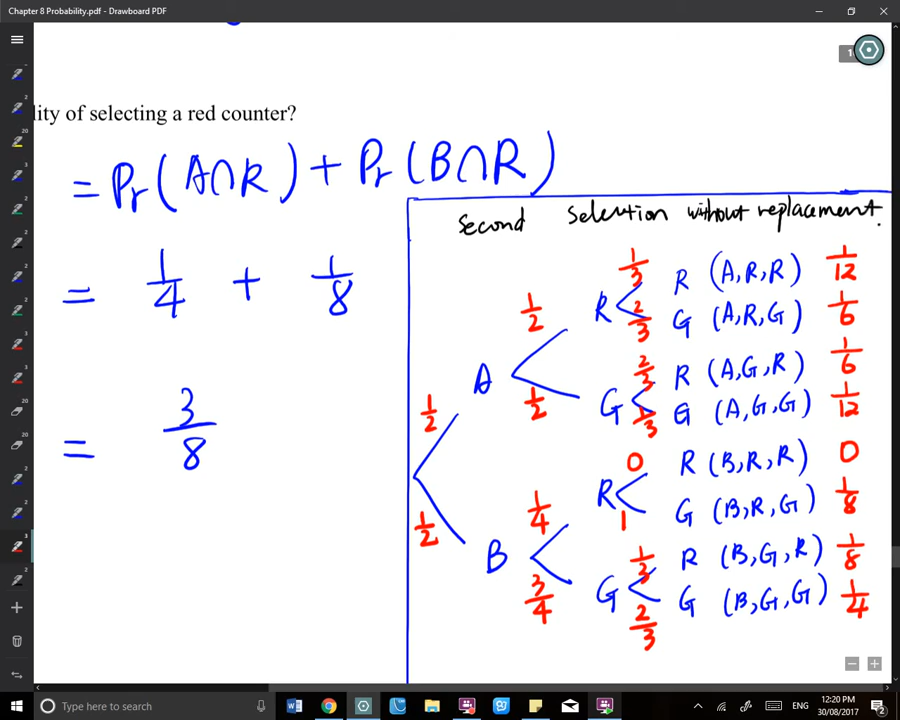 Chapter 8 Probability.pdf - Drawboard PDF
1
lity of selecting a red counter?
= Pr (A∩R) + Pr (B∩R)
= 1/4 + 1/8
= 3/8
Second selection without replacement.
1/3 R (A,R,R) 1/12
1/2 R 2/3 G (A,R,G) 1/6
A 2/3 R (A,G,R) 1/6
1/2 1/2 G 1/3 G (A,G,G) 1/12
0 R (B,R,R) 0
1/2 1/4 R 1 G (B,R,G) 1/8
B 1/3 R (B,G,R) 1/8
3/4 G 2/3 G (B,G,G) 1/4
Type here to search
ENG
12:20 PM
30/08/2017
2